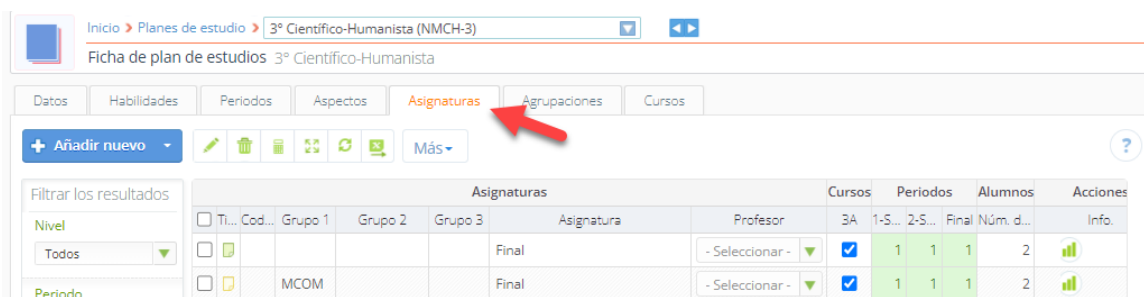 Inicio > Planes de estudio > 3º Científico-Humanista (NMCH-3)
Ficha de plan de estudios 3º Científico-Humanista
Datos Habilidades Periodos Aspectos Asignaturas Agrupaciones Cursos
Añadir nuevo Más ?
Filtrar los resultados Asignaturas Cursos Periodos Alumnos Acciones
Nivel Ti... Cod... Grupo 1 Grupo 2 Grupo 3 Asignatura Profesor 3A 1-S... 2-S... Final Núm. d... Info.
Todos Final - Seleccionar - 1 1 1 2
Periodo MCOM Final - Seleccionar - 1 1 1 2